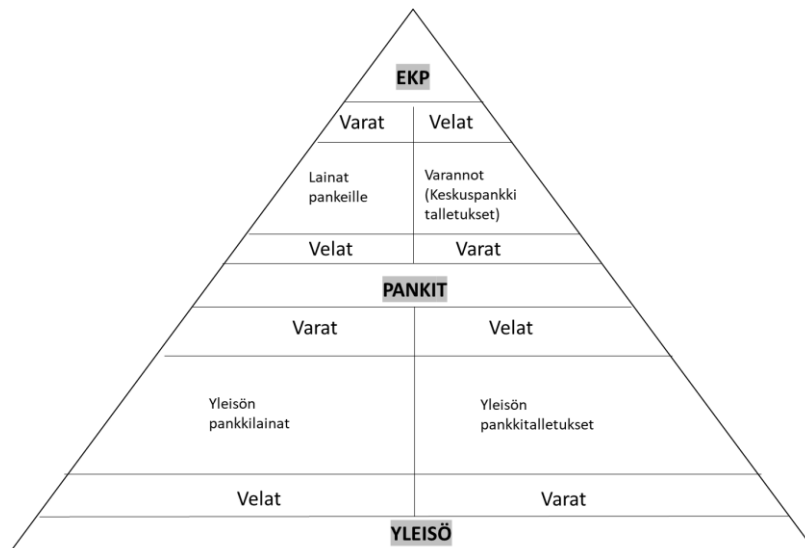 EKP
Varat Velat
Lainat
pankeille
Varannot
(Keskuspankki
talletukset)
Velat Varat
PANKIT
Varat Velat
Yleisön
pankkilainat
Yleisön
pankkitalletukset
Velat Varat
YLEISÖ